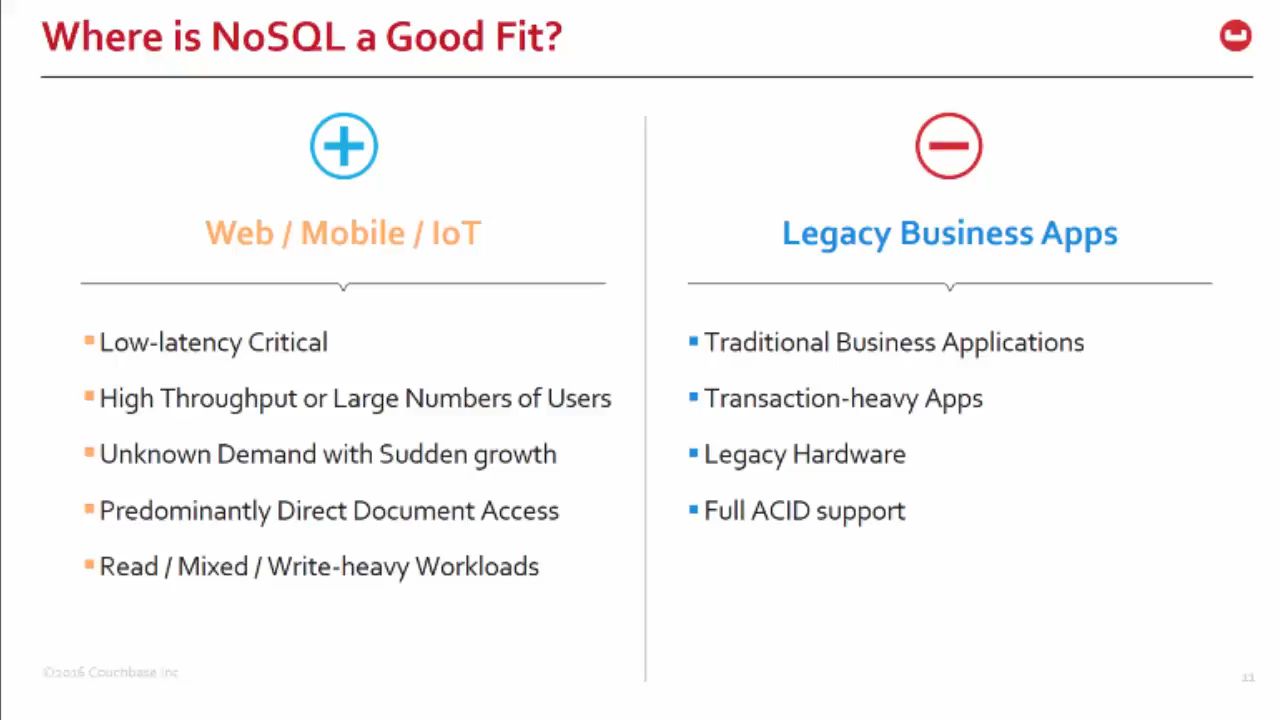 Where is NoSQL a Good Fit?
Web / Mobile / IoT
Low-latency Critical
High Throughput or Large Numbers of Users
Unknown Demand with Sudden growth
Predominantly Direct Document Access
Read / Mixed / Write-heavy Workloads
Legacy Business Apps
Traditional Business Applications
Transaction-heavy Apps
Legacy Hardware
Full ACID support
©2016 Couchbase Inc
11